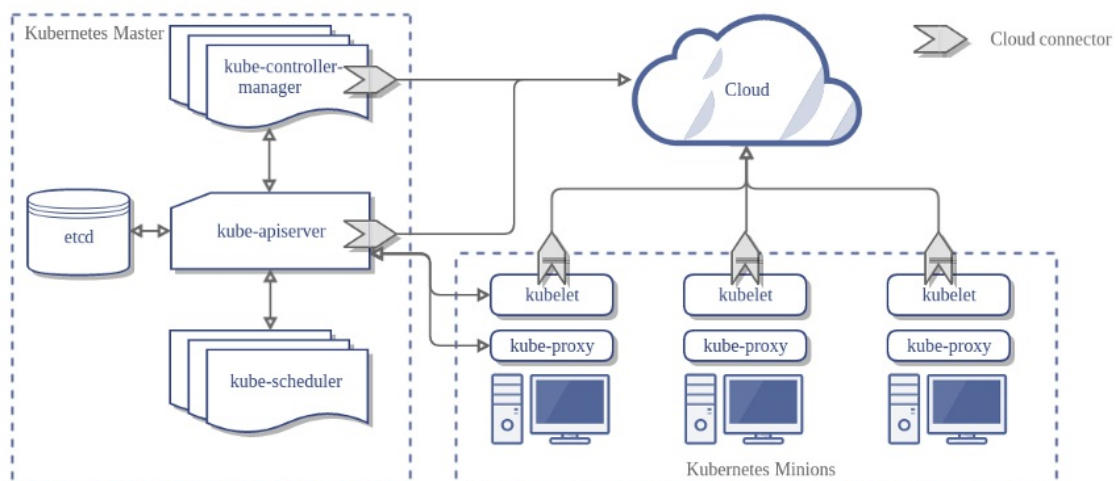 Kubernetes Master
kube-controller-
manager
Cloud
Cloud connector
etcd
kube-apiserver
kube-scheduler
kubelet
kubelet
kubelet
kube-proxy
kube-proxy
kube-proxy
Kubernetes Minions